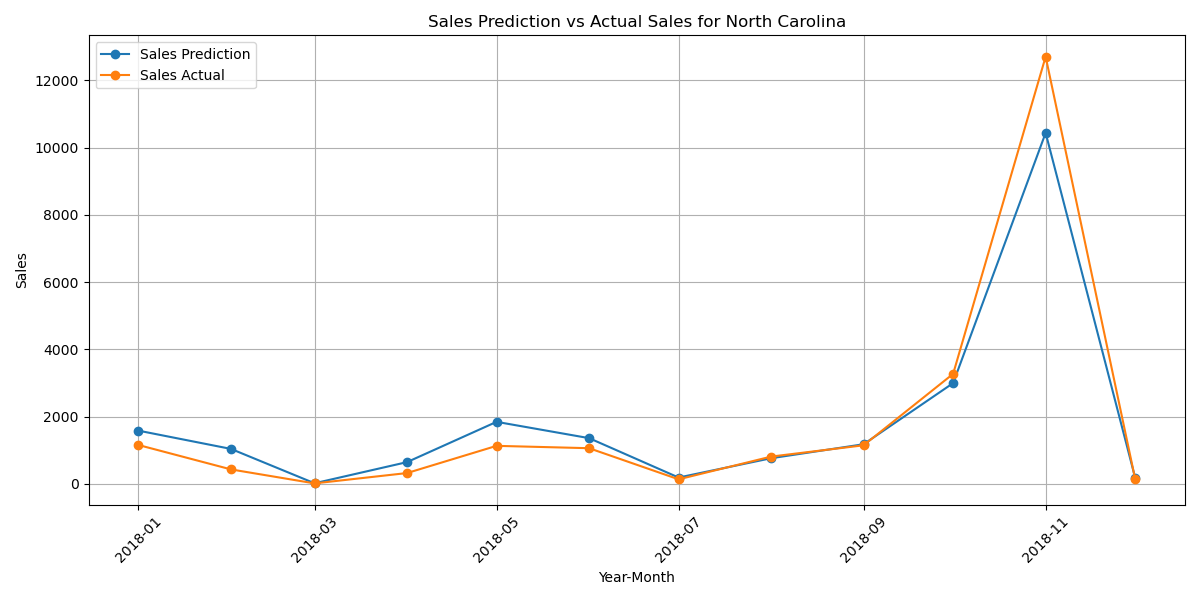 Sales Prediction vs Actual Sales for North Carolina
Sales Prediction
Sales Actual
12000
10000
8000
6000
4000
2000
0
Sales
2018-01
2018-03
2018-05
2018-07
2018-09
2018-11
Year-Month